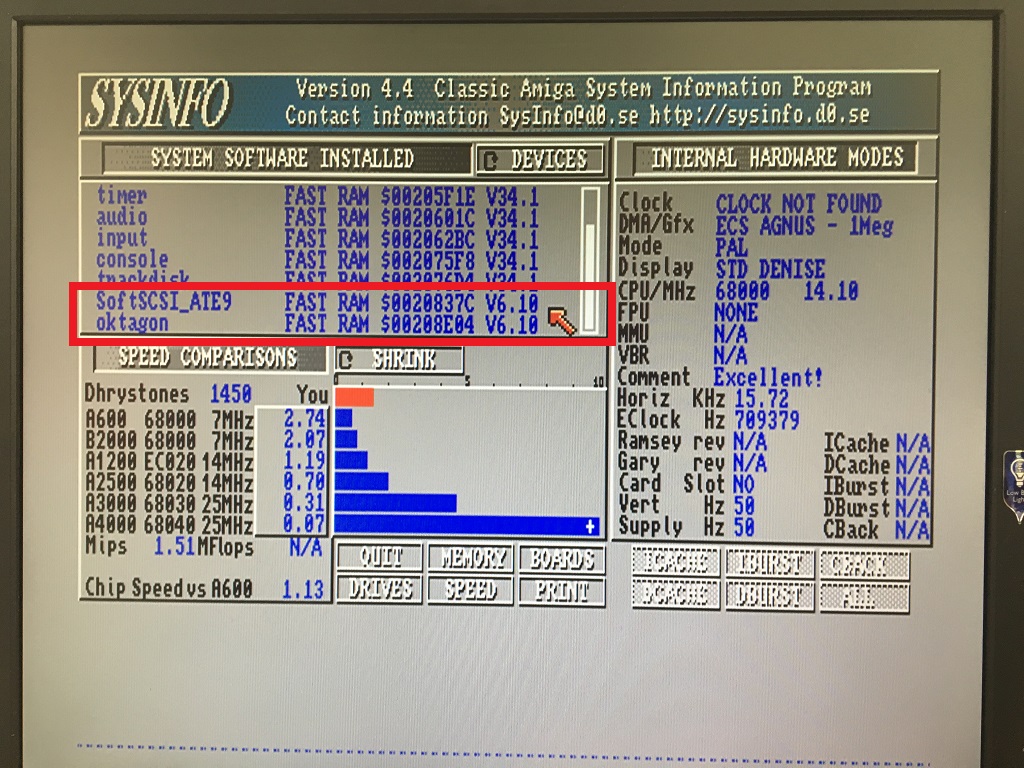 SYSINFO
Version 4.4 Classic Amiga System Information Program
Contact information SysInfo@d0.se http://sysinfo.d0.se
SYSTEM SOFTWARE INSTALLED DEVICES
timer FAST RAM $00205F1E V34.1
audio FAST RAM $0020601C V34.1
input FAST RAM $002062BC V34.1
console FAST RAM $002075F8 V34.1
trackdisk FAST RAM $002076D4 V34.1
SoftSCSI_ATE9 FAST RAM $0020837C V6.10
oktagon FAST RAM $00208E04 V6.10
INTERNAL HARDWARE MODES
Clock CLOCK NOT FOUND
DMA/Gfx ECS AGNUS - 1Meg
Mode PAL
Display STD DENISE
CPU/MHz 68000 14.10
FPU NONE
MMU N/A
VBR N/A
Comment Excellent!
Horiz KHz 15.72
EClock Hz 709379
Ramsey rev N/A ICache N/A
Gary rev N/A DCache N/A
Card Slot NO IBurst N/A
Vert Hz 50 DBurst N/A
Supply Hz 50 CBack N/A
SPEED COMPARISONS SHRINK
Dhrystones 1450 You 0 5 10
A600 68000 7MHz 2.74
B2000 68000 7MHz 2.07
A1200 EC020 14MHz 1.19
A2500 68020 14MHz 0.70
A3000 68030 25MHz 0.31
A4000 68040 25MHz 0.07 +
Mips 1.51 MFlops N/A
Chip Speed vs A600 1.13
QUIT MEMORY BOARDS
DRIVES SPEED PRINT
ICACHE IBURST CBACK
DCACHE DBURST ALL